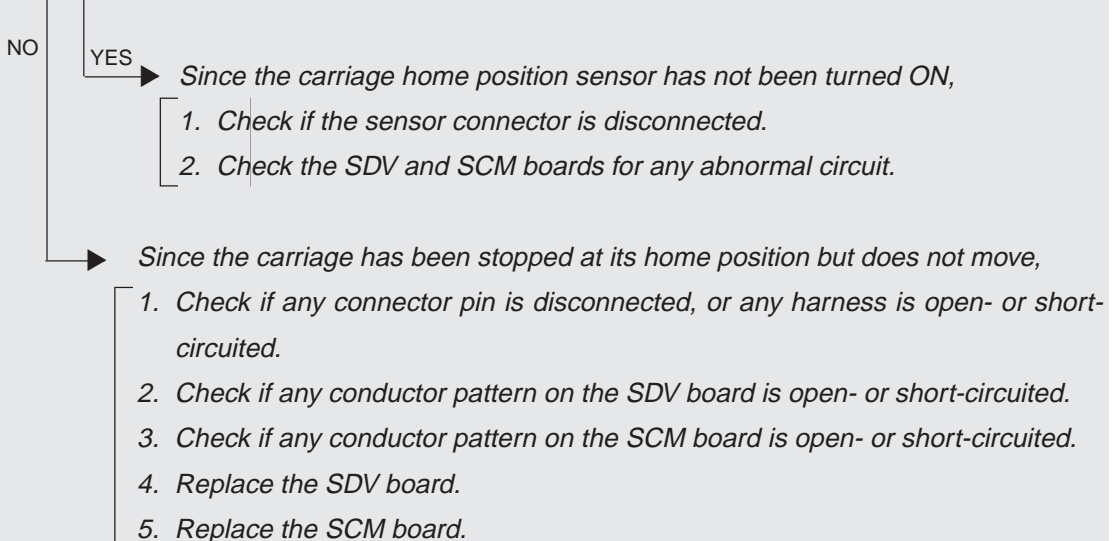 NO
YES
Since the carriage home position sensor has not been turned ON,
1. Check if the sensor connector is disconnected.
2. Check the SDV and SCM boards for any abnormal circuit.
Since the carriage has been stopped at its home position but does not move,
1. Check if any connector pin is disconnected, or any harness is open- or short-
circuited.
2. Check if any conductor pattern on the SDV board is open- or short-circuited.
3. Check if any conductor pattern on the SCM board is open- or short-circuited.
4. Replace the SDV board.
5. Replace the SCM board.